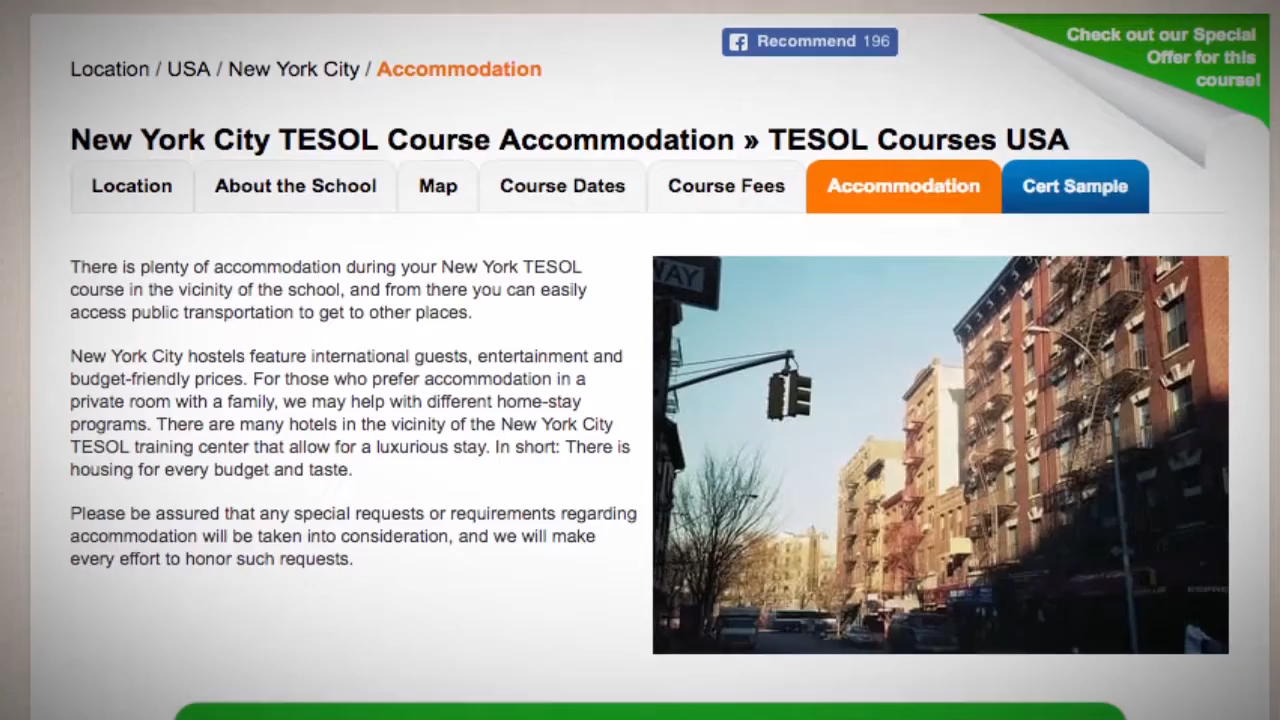 Check out our Special
Offer for this
course!
Recommend 196
Location / USA / New York City / Accommodation
New York City TESOL Course Accommodation » TESOL Courses USA
Location About the School Map Course Dates Course Fees Accommodation Cert Sample
There is plenty of accommodation during your New York TESOL
course in the vicinity of the school, and from there you can easily
access public transportation to get to other places.
New York City hostels feature international guests, entertainment and
budget-friendly prices. For those who prefer accommodation in a
private room with a family, we may help with different home-stay
programs. There are many hotels in the vicinity of the New York City
TESOL training center that allow for a luxurious stay. In short: There is
housing for every budget and taste.
Please be assured that any special requests or requirements regarding
accommodation will be taken into consideration, and we will make
every effort to honor such requests.
WAY